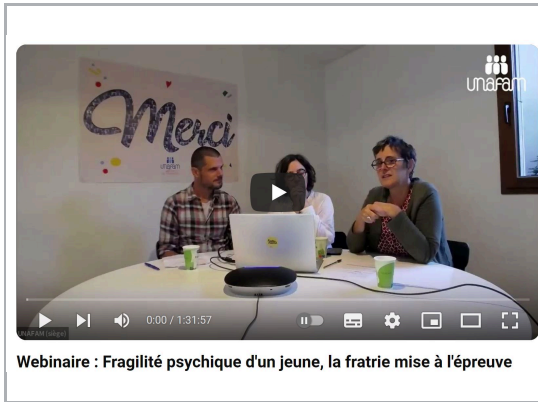 unafam
Merci
unafam
0:00 / 1:31:57
UNAFAM (siège)
Webinaire : Fragilité psychique d'un jeune, la fratrie mise à l'épreuve